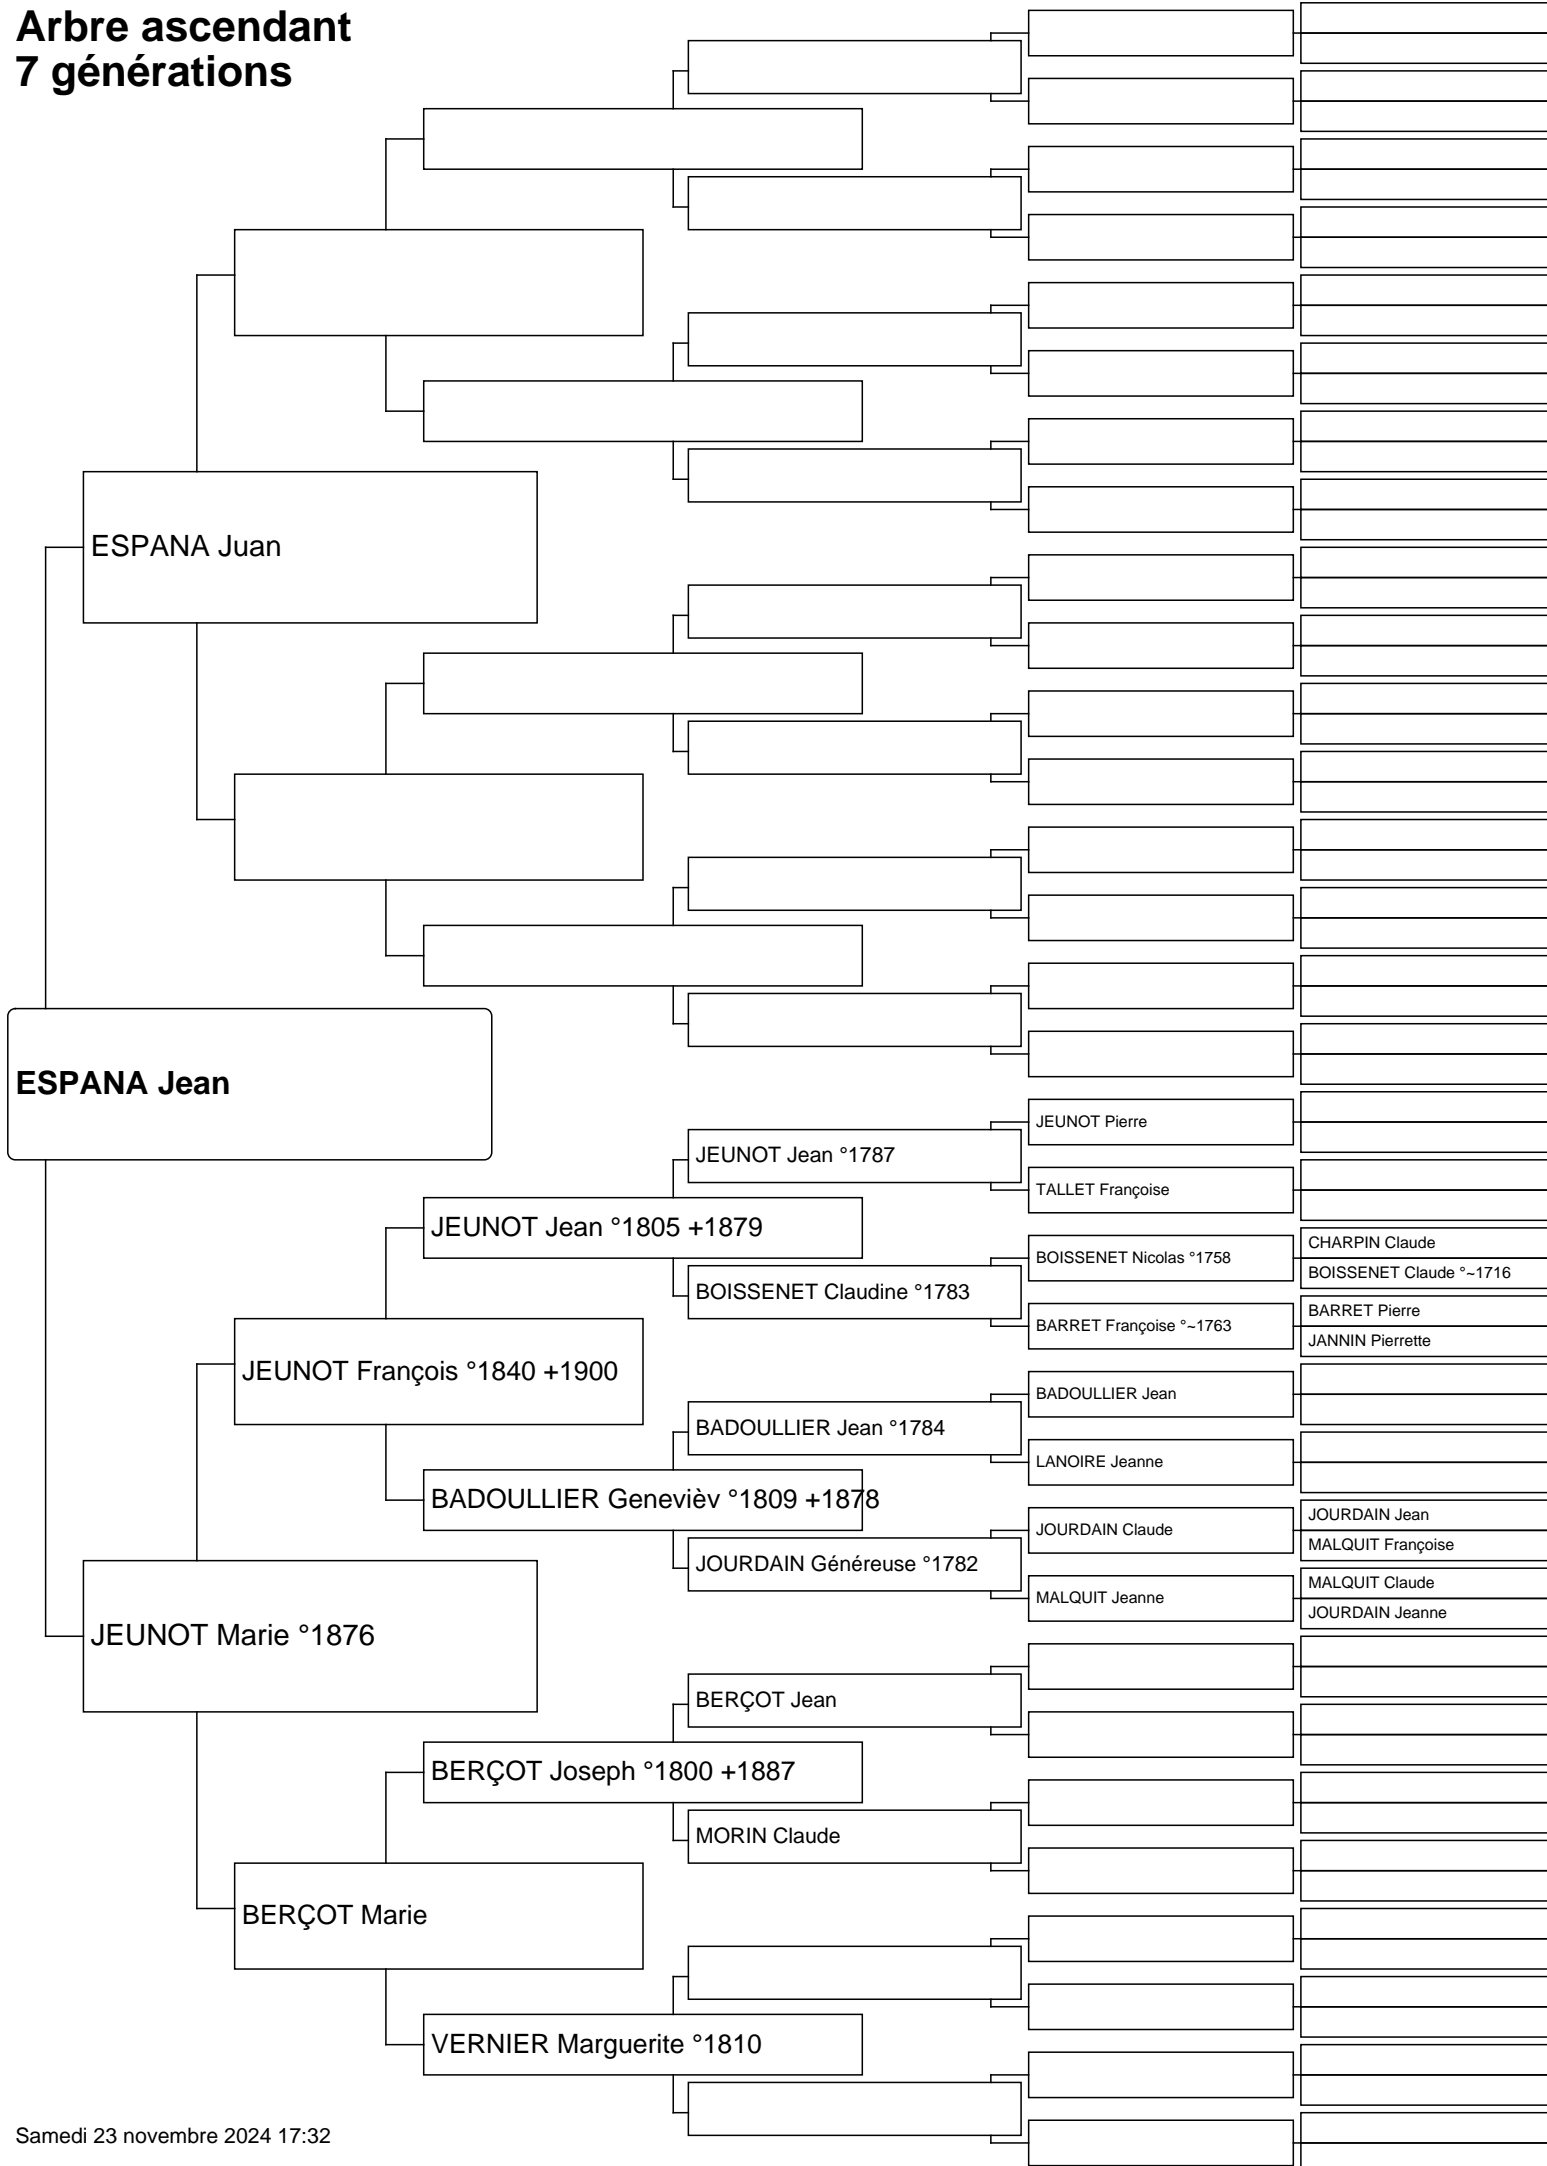 Arbre ascendant
7 générations
ESPANA Juan
ESPANA Jean
JEUNOT Pierre
JEUNOT Jean °1787
TALLET Françoise
JEUNOT Jean °1805 +1879
CHARPIN Claude
BOISSENET Nicolas °1758
BOISSENET Claude °~1716
BOISSENET Claudine °1783
BARRET Pierre
BARRET Françoise °~1763
JANNIN Pierrette
JEUNOT François °1840 +1900
BADOULLIER Jean
BADOULLIER Jean °1784
LANOIRE Jeanne
BADOULLIER Genevièv °1809 +1878
JOURDAIN Jean
JOURDAIN Claude
MALQUIT Françoise
JOURDAIN Généreuse °1782
MALQUIT Claude
MALQUIT Jeanne
JOURDAIN Jeanne
JEUNOT Marie °1876
BERÇOT Jean
BERÇOT Joseph °1800 +1887
MORIN Claude
BERÇOT Marie
VERNIER Marguerite °1810
Samedi 23 novembre 2024 17:32